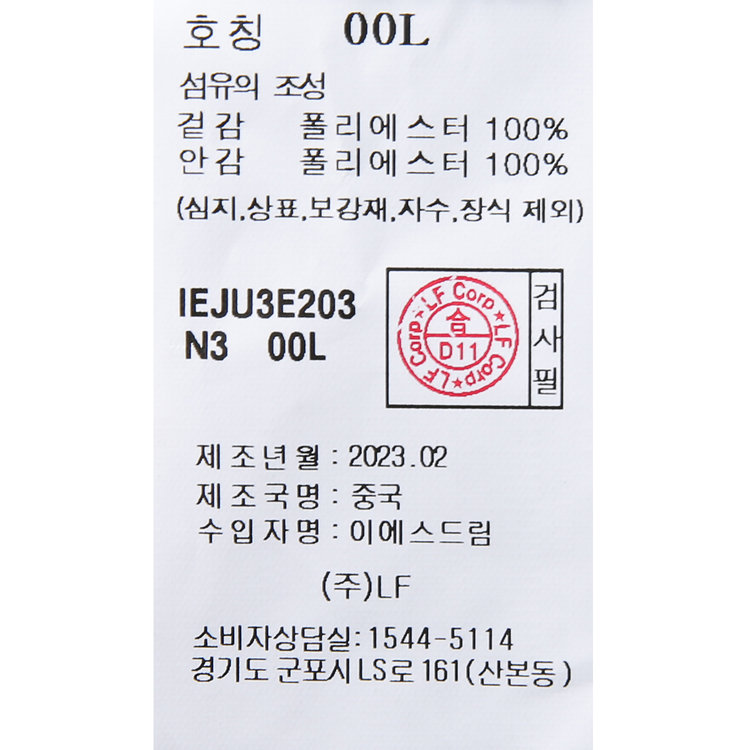 호칭 00L
섬유의 조성
겉감 폴리에스터 100%
안감 폴리에스터 100%
(심지,상표,보강재,자수,장식 제외)
IEJU3E203
N3 00L
LF Corp★LF Corp★LF Corp★
合
D11
검사필
제조년월 : 2023.02
제조국명 : 중국
수입자명 : 이에스드림
(주)LF
소비자상담실: 1544-5114
경기도 군포시 LS로 161(산본동)